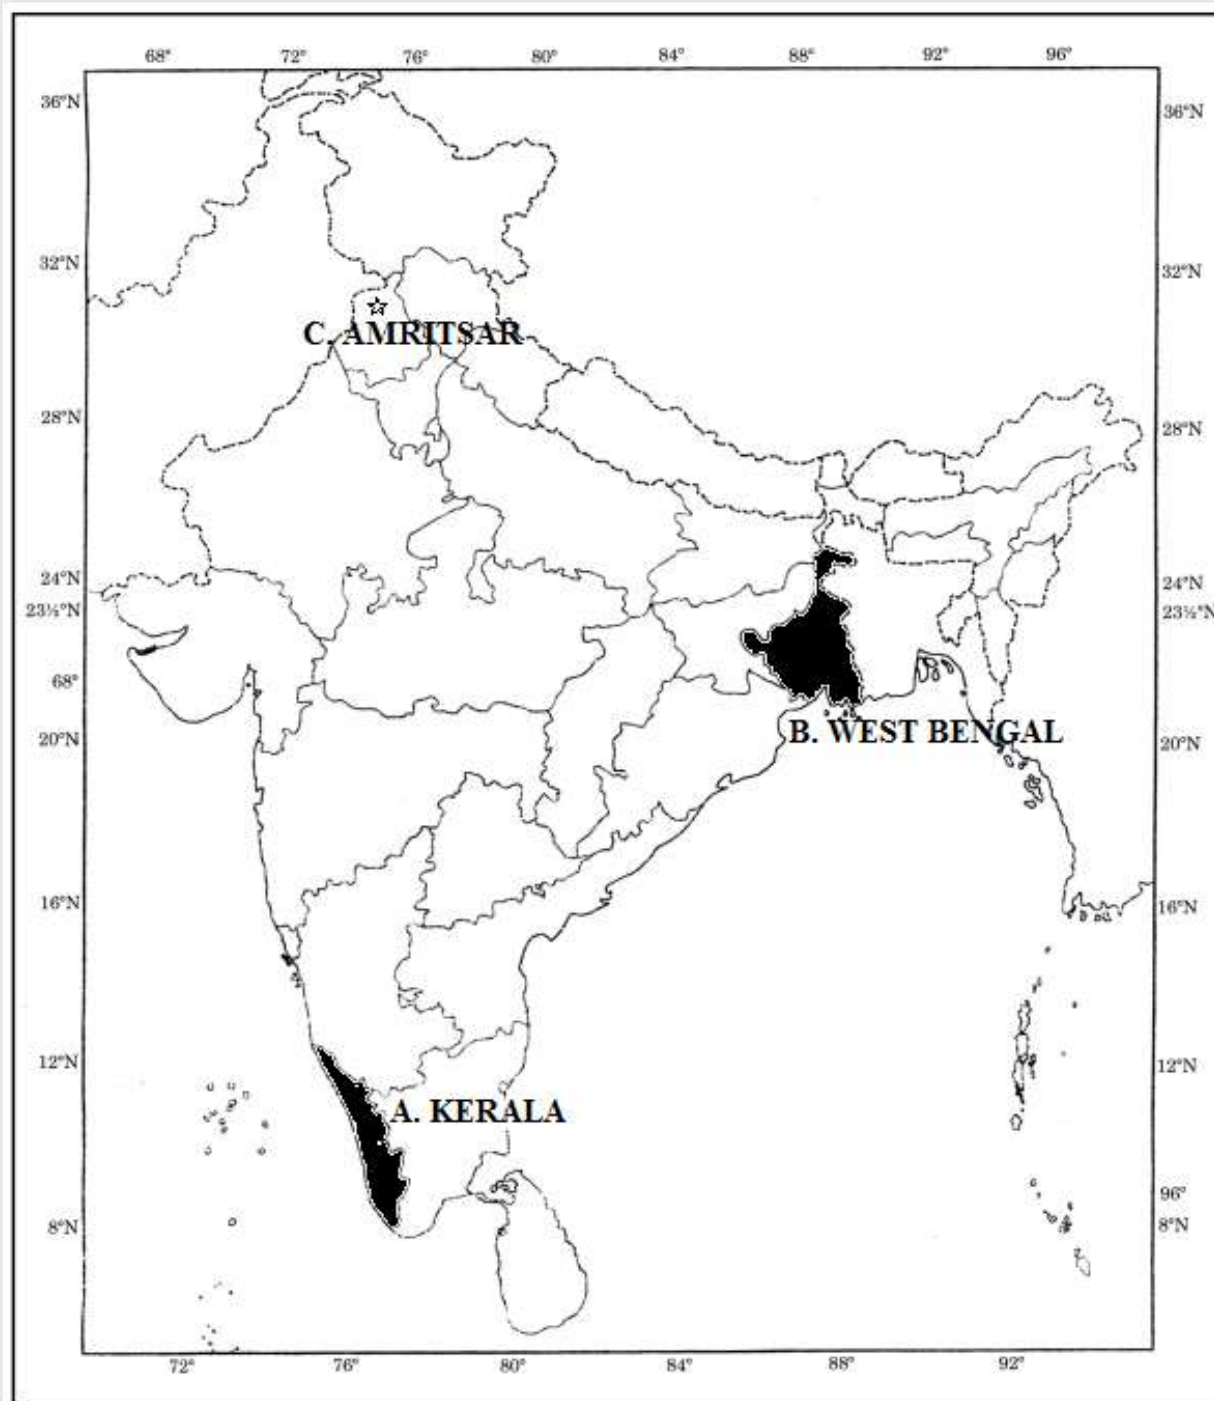 68° 72° 76° 80° 84° 88° 92° 96°
36°N 36°N
32°N 32°N
C. AMRITSAR
28°N 28°N
24°N 24°N
23½°N 23½°N
68°
B. WEST BENGAL
20°N 20°N
16°N 16°N
12°N 12°N
A. KERALA
96°
8°N 8°N
72° 76° 80° 84° 88° 92°